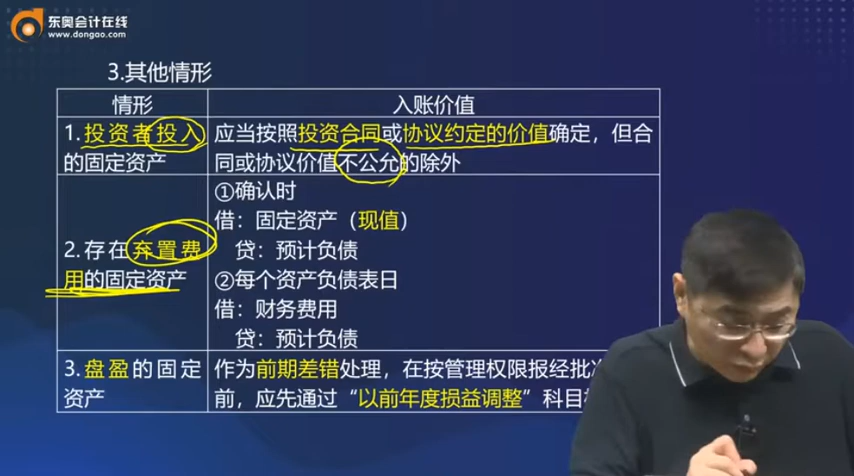 东奥会计在线
www.dongao.com
3.其他情形
情形
入账价值
1.投资者投入
的固定资产
应当按照投资合同或协议约定的价值确定，但合
同或协议价值不公允的除外
2.存在弃置费
用的固定资产
①确认时
借：固定资产（现值）
贷：预计负债
②每个资产负债表日
借：财务费用
贷：预计负债
3.盘盈的固定
资产
作为前期差错处理，在按管理权限报经批
前，应先通过“以前年度损益调整”科目